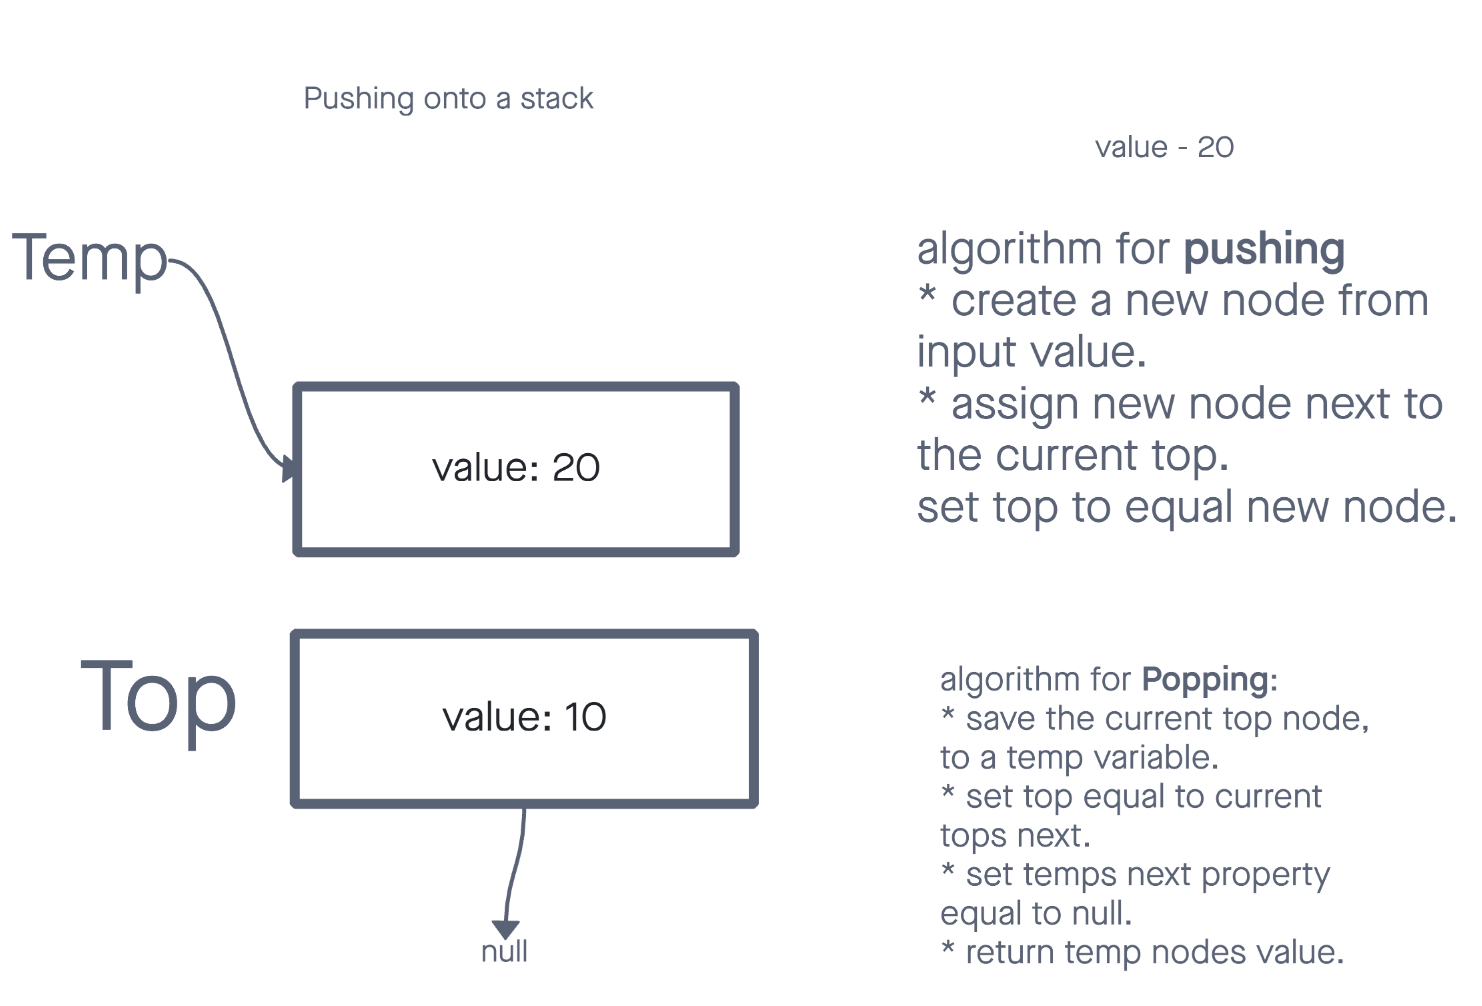 Pushing onto a stack
value - 20
Temp
algorithm for pushing
* create a new node from
input value.
* assign new node next to
the current top.
set top to equal new node.
value: 20
Top
value: 10
null
algorithm for Popping:
* save the current top node,
to a temp variable.
* set top equal to current
tops next.
* set temps next property
equal to null.
* return temp nodes value.